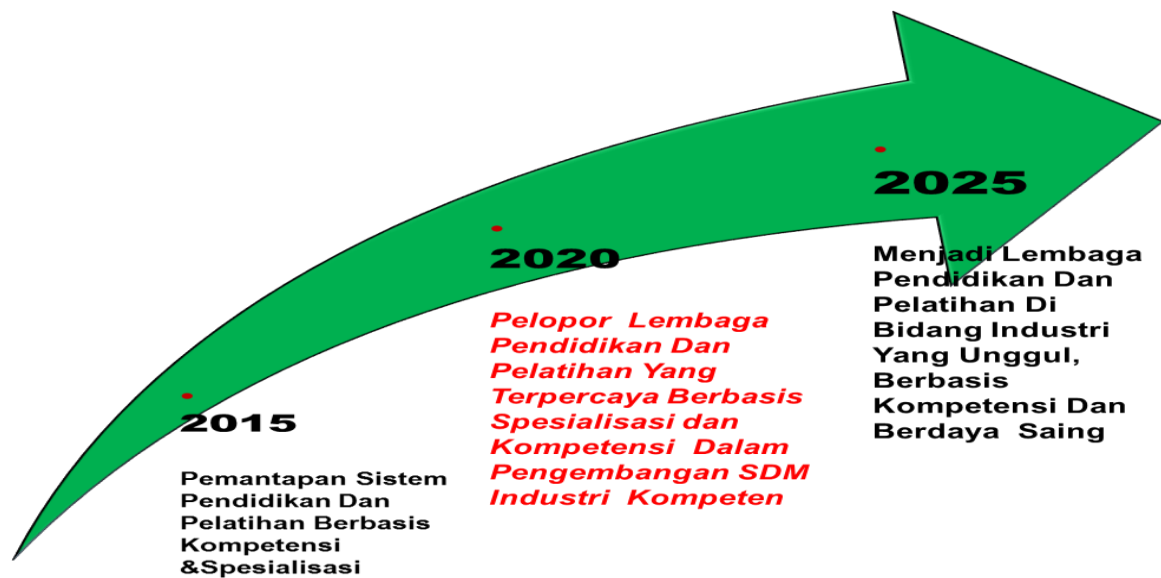 2015
Pemantapan Sistem
Pendidikan Dan
Pelatihan Berbasis
Kompetensi
&Spesialisasi
2020
Pelopor Lembaga
Pendidikan Dan
Pelatihan Yang
Terpercaya Berbasis
Spesialisasi dan
Kompetensi Dalam
Pengembangan SDM
Industri Kompeten
2025
Menjadi Lembaga
Pendidikan Dan
Pelatihan Di
Bidang Industri
Yang Unggul,
Berbasis
Kompetensi Dan
Berdaya Saing